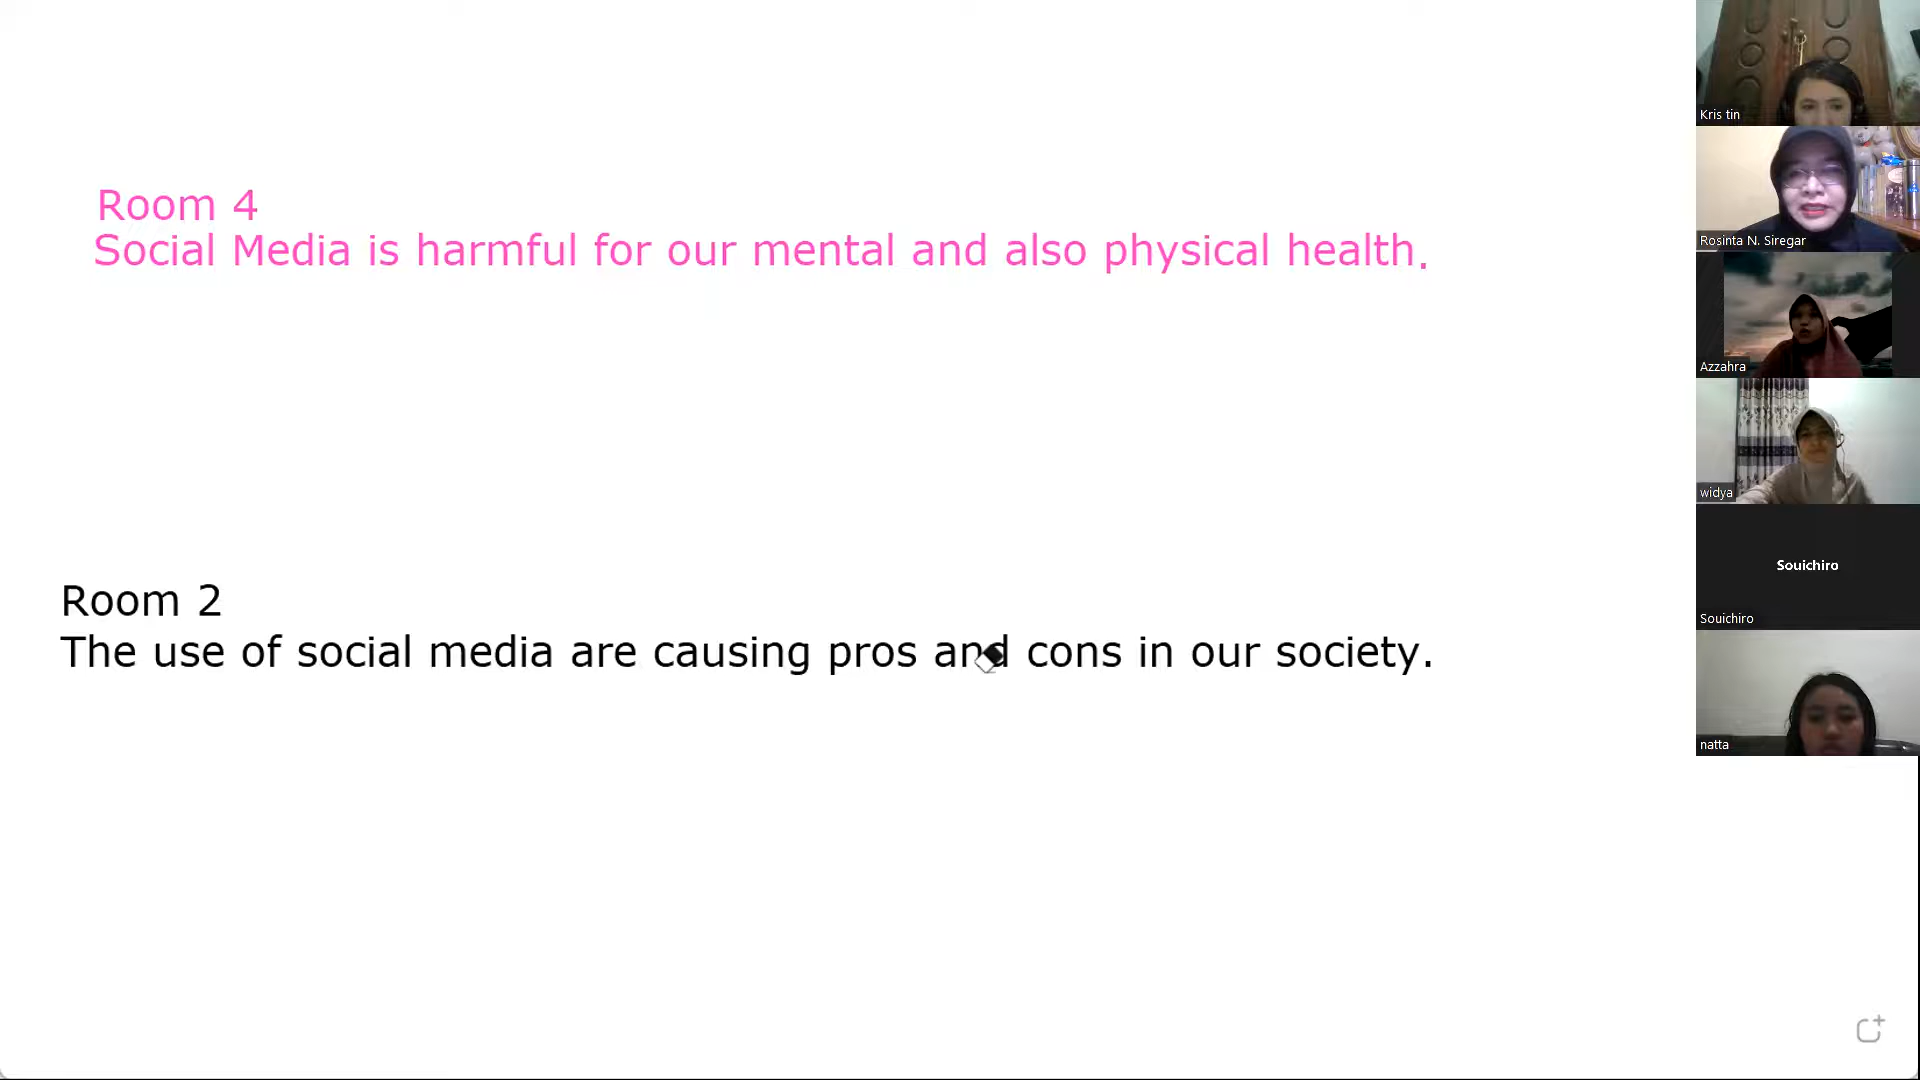 Room 4
Social Media is harmful for our mental and also physical health.
Room 2
The use of social media are causing pros and cons in our society.
Kris tin
Rosinta N. Siregar
Azzahra
widya
Souichiro
Souichiro
natta